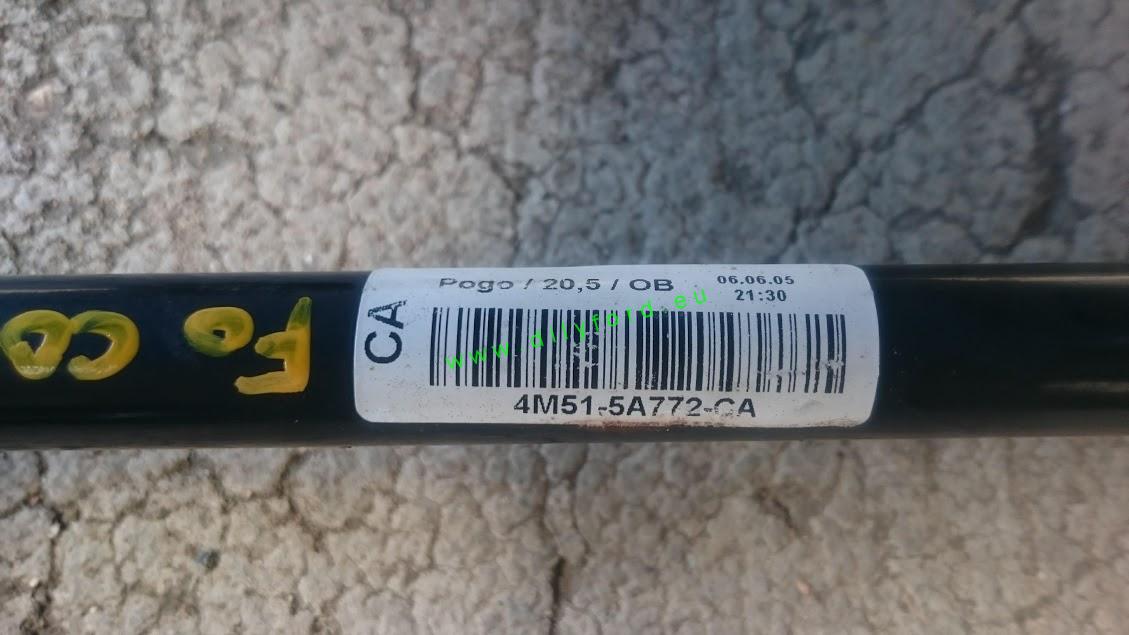 Pogo / 20,5 / OB
06.06.05
21:30
CA
www.dilyford.eu
4M51-5A772-CA